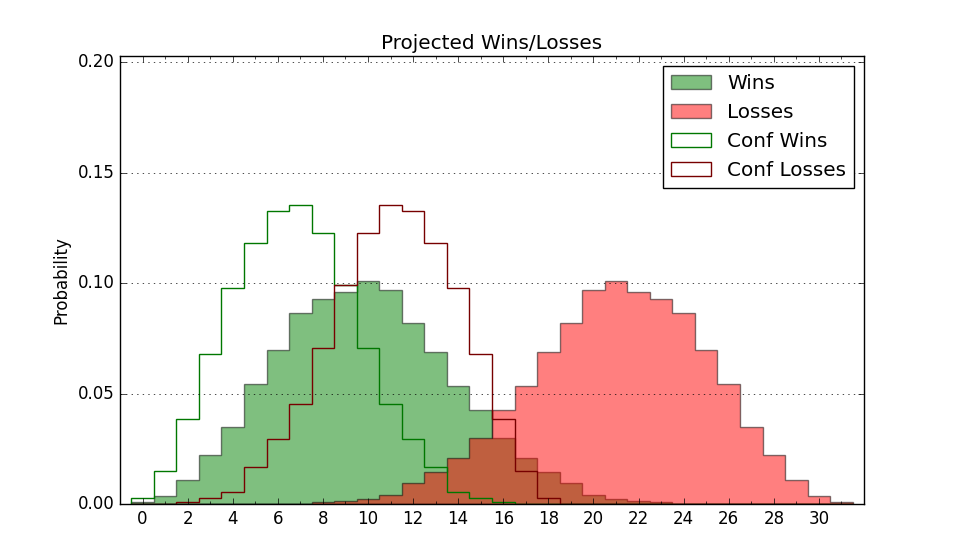 Projected Wins/Losses
0.20
0.15
0.10
0.05
0.00
Probability
Wins
Losses
Conf Wins
Conf Losses
0 2 4 6 8 10 12 14 16 18 20 22 24 26 28 30